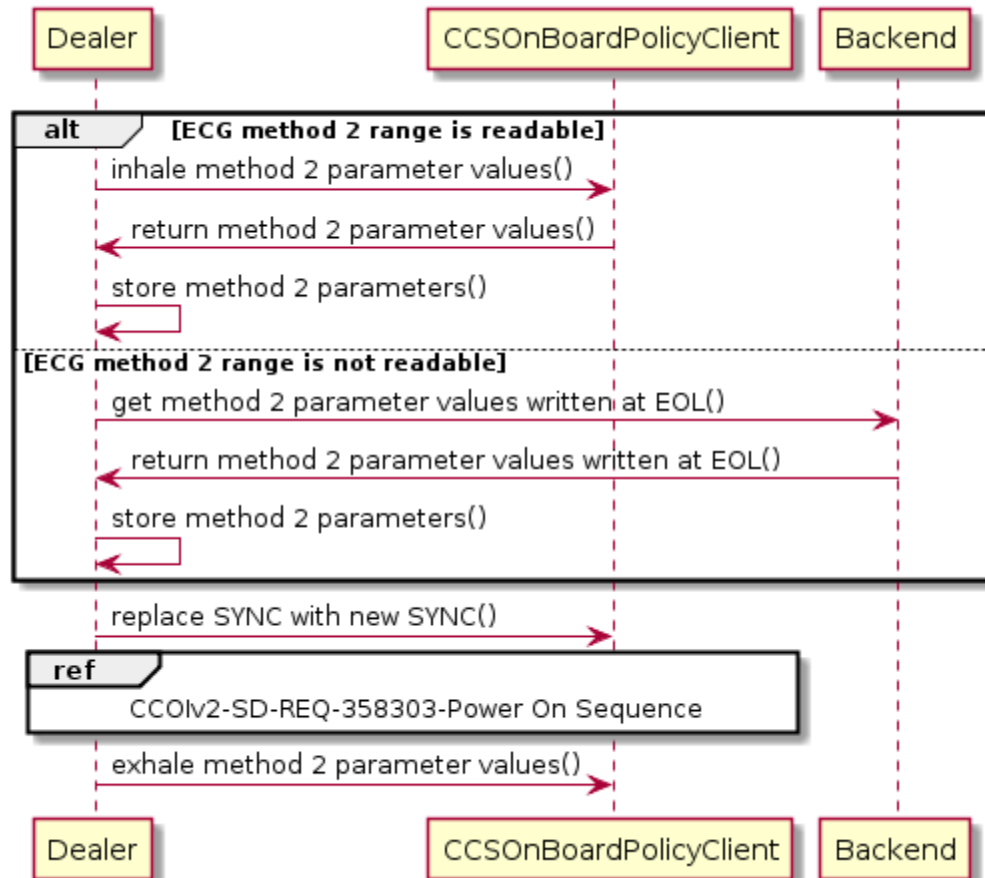 Dealer
CCSOnBoardPolicyClient
Backend
alt
[ECG method 2 range is readable]
inhale method 2 parameter values()
return method 2 parameter values()
store method 2 parameters()
[ECG method 2 range is not readable]
get method 2 parameter values written at EOL()
return method 2 parameter values written at EOL()
store method 2 parameters()
replace SYNC with new SYNC()
ref
CCOIv2-SD-REQ-358303-Power On Sequence
exhale method 2 parameter values()
Dealer
CCSOnBoardPolicyClient
Backend